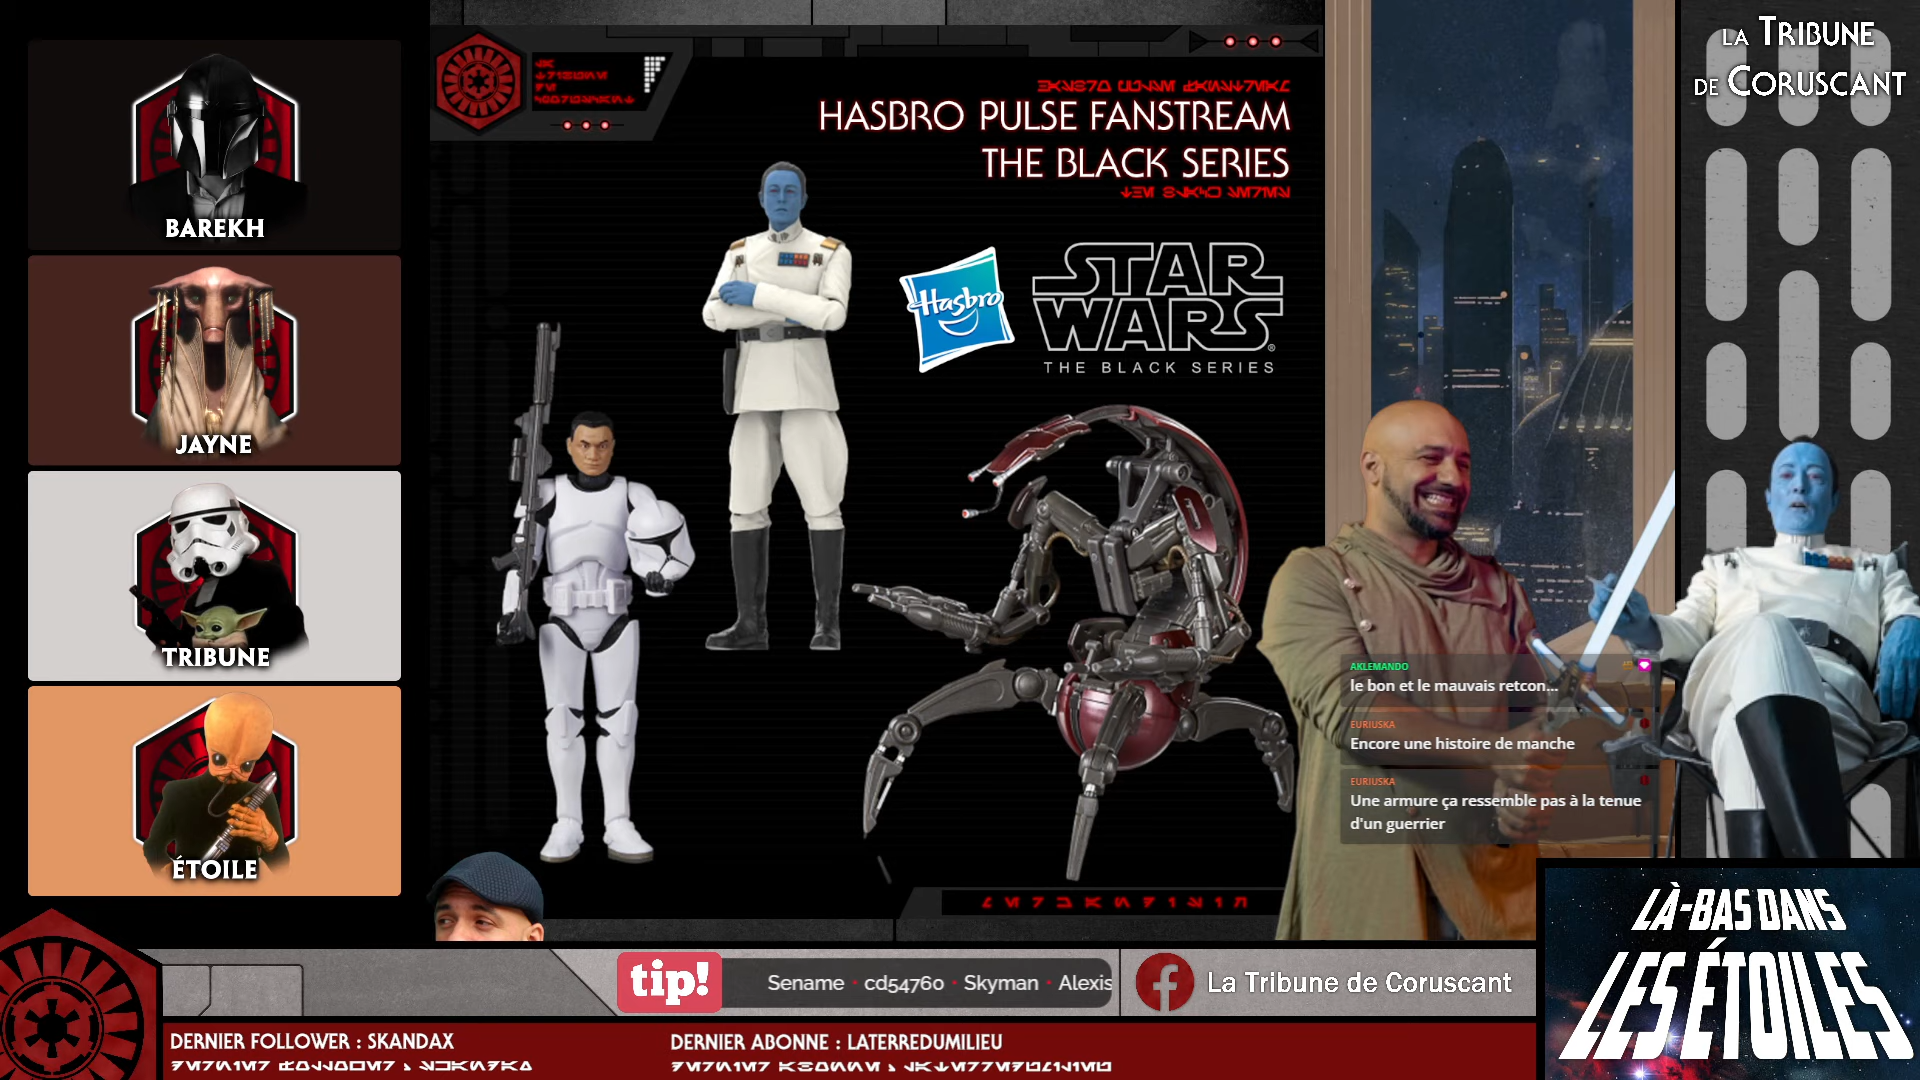 BAREKH
JAYNE
TRIBUNE
ÉTOILE
HASBRO PULSE FANSTREAM
THE BLACK SERIES
Hasbro
STAR
WARS
THE BLACK SERIES
LA TRIBUNE
DE CORUSCANT
AKLEMANDO
le bon et le mauvais retcon...
EURIUSKA
Encore une histoire de manche
EURIUSKA
Une armure ça ressemble pas à la tenue
d'un guerrier
tip!
Sename · cd54760 · Skyman · Alexis
La Tribune de Coruscant
DERNIER FOLLOWER : SKANDAX
DERNIER ABONNE : LATERREDUMILIEU
LÀ-BAS DANS
LES ÉTOILES